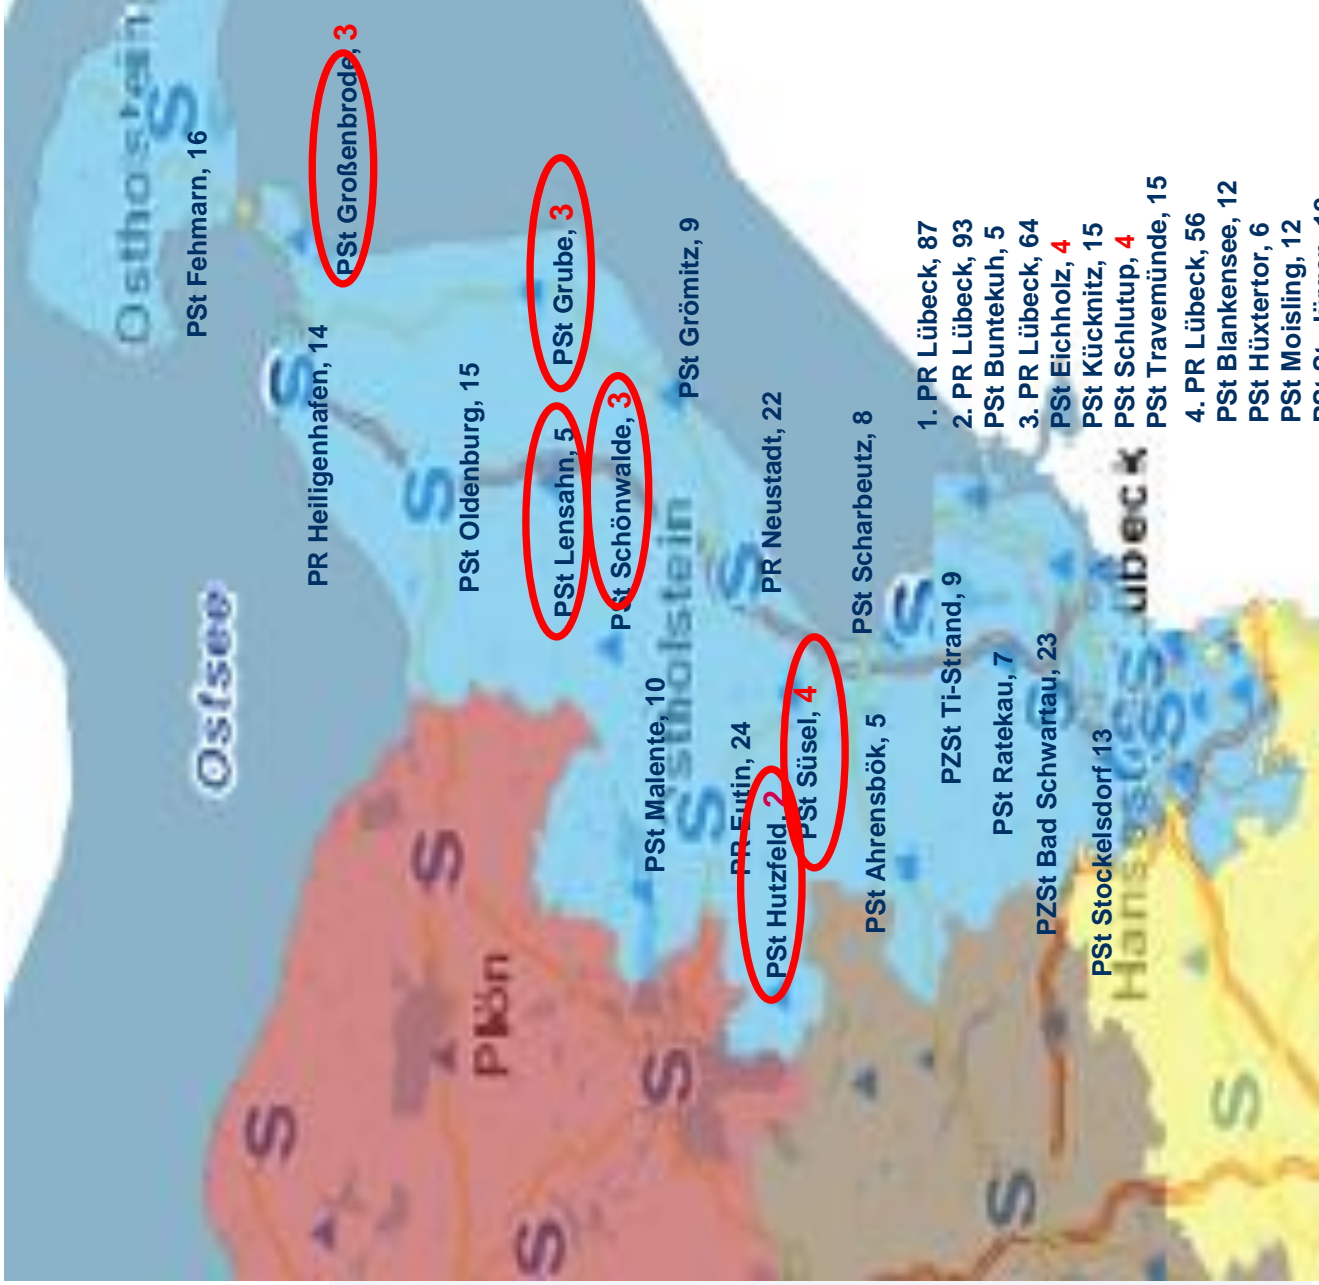 Ostholstein
PSt Fehmarn, 16
PSt Großenbrode, 3
PR Heiligenhafen, 14
Ostsee
PSt Oldenburg, 15
PSt Grube, 3
PSt Lensahn, 5
PSt Schönwalde, 3
PSt Grömitz, 9
Ostholstein
PSt Malente, 10
PR Eutin, 24
PR Neustadt, 22
PSt Hutzfeld, 2
PSt Süsel, 4
PSt Scharbeutz, 8
PSt Ahrensbök, 5
Plön
PZSt Ti-Strand, 9
PSt Ratekau, 7
PZSt Bad Schwartau, 23
PSt Stockelsdorf 13
1. PR Lübeck, 87
2. PR Lübeck, 93
PSt Buntekuh, 5
3. PR Lübeck, 64
PSt Eichholz, 4
PSt Kücknitz, 15
PSt Schlutup, 4
PSt Travemünde, 15
4. PR Lübeck, 56
PSt Blankensee, 12
PSt Hüxtertor, 6
PSt Moisling, 12